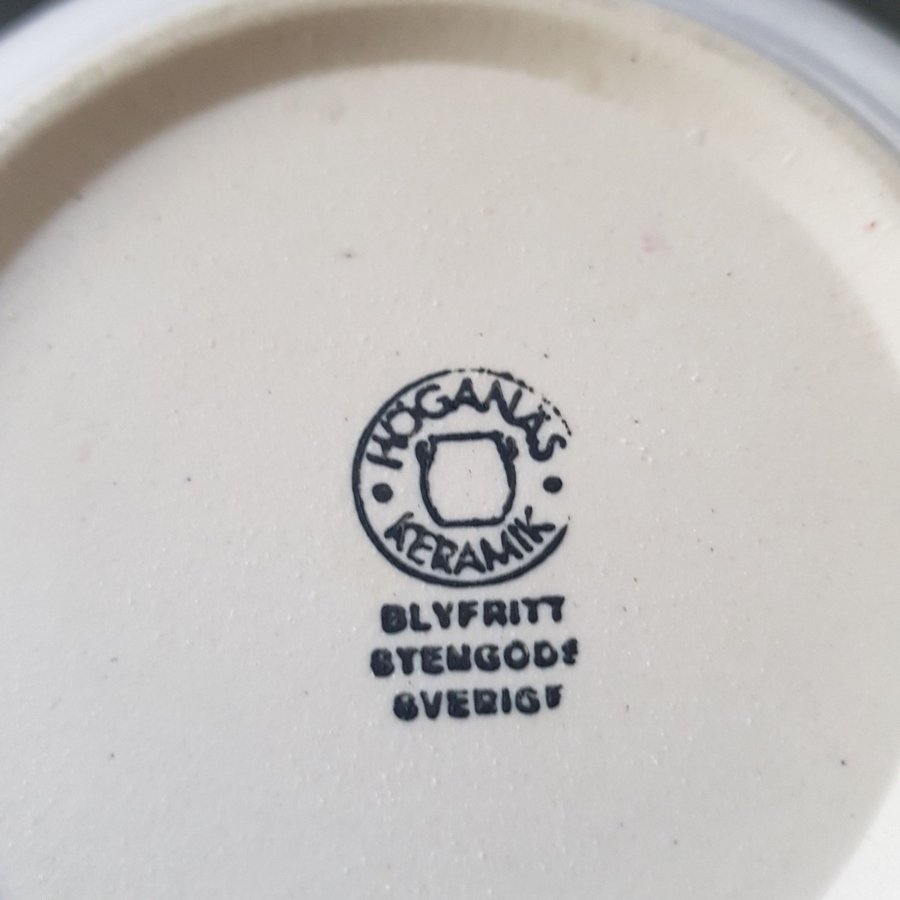 HÖGANÄS
KERAMIK
BLYFRITT
STENGODS
SVERIGE